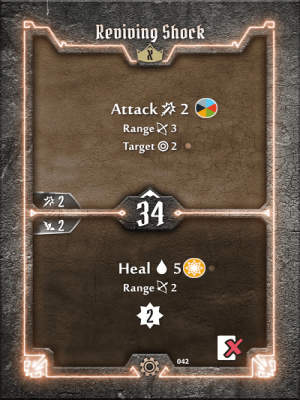 Reviving Shock
X
Attack 2
Range 3
Target 2
2
34
2
Heal 5
Range 2
2
042